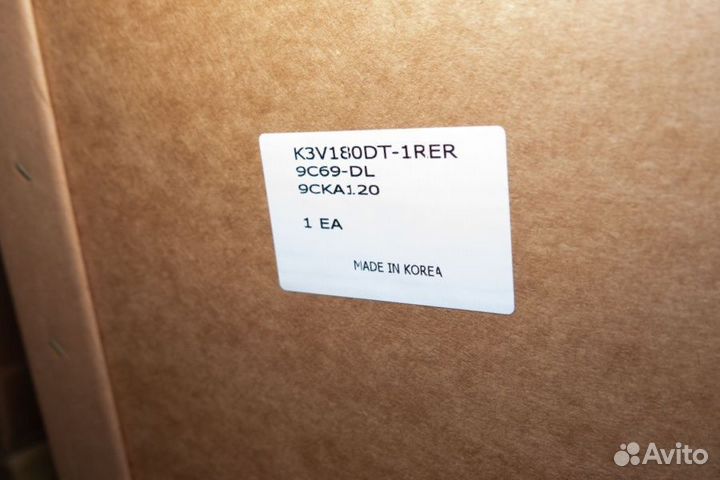 K3V180DT-1RER
9C69-DL
9CKA1.20
1 EA
MADE IN KOREA
Avito